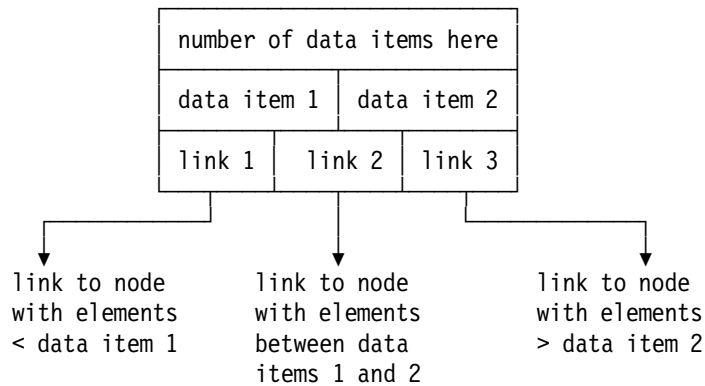 number of data items here
data item 1 data item 2
link 1 link 2 link 3
link to node
with elements
< data item 1
link to node
with elements
between data
items 1 and 2
link to node
with elements
> data item 2